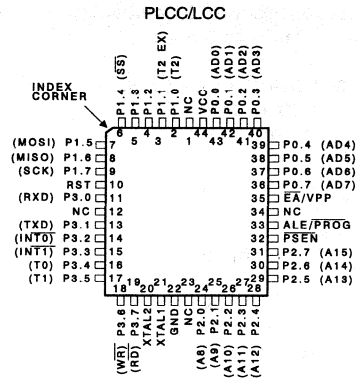 PLCC/LCC
INDEX
CORNER
P1.4 (SS)
P1.3
P1.2
P1.1 (T2 EX)
P1.0 (T2)
NC
VCC
P0.0 (AD0)
P0.1 (AD1)
P0.2 (AD2)
P0.3 (AD3)
6
5
4
3
2
1
44
43
42
41
40
(MOSI) P1.5 7
(MISO) P1.6 8
(SCK) P1.7 9
RST 10
(RXD) P3.0 11
NC 12
(TXD) P3.1 13
(INT0) P3.2 14
(INT1) P3.3 15
(T0) P3.4 16
(T1) P3.5 17
39 P0.4 (AD4)
38 P0.5 (AD5)
37 P0.6 (AD6)
36 P0.7 (AD7)
35 EA/VPP
34 NC
33 ALE/PROG
32 PSEN
31 P2.7 (A15)
30 P2.6 (A14)
29 P2.5 (A13)
18
19
20
21
22
23
24
25
26
27
28
(WR) P3.6
(RD) P3.7
XTAL2
XTAL1
GND
NC
(A8) P2.0
(A9) P2.1
(A10) P2.2
(A11) P2.3
(A12) P2.4